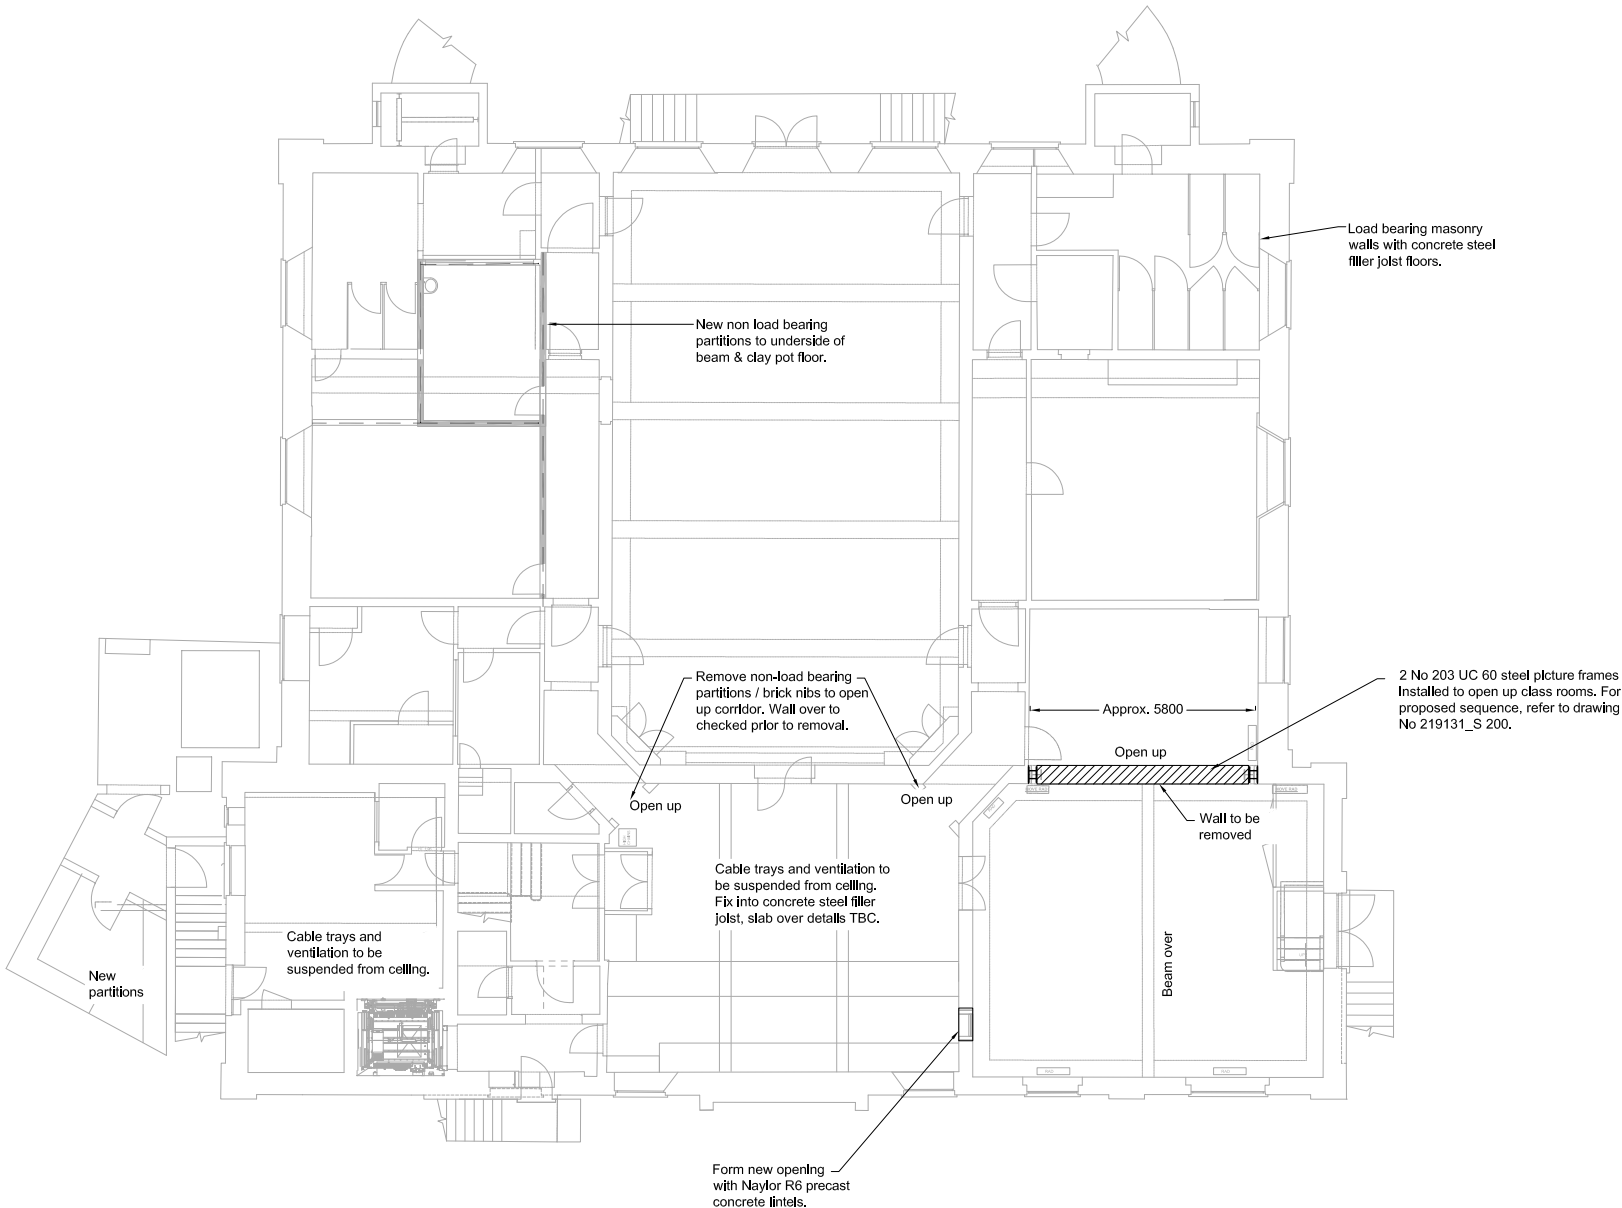 Load bearing masonry
walls with concrete steel
filler joist floors.
New non load bearing
partitions to underside of
beam & clay pot floor.
Remove non-load bearing
partitions / brick nibs to open
up corridor. Wall over to
checked prior to removal.
2 No 203 UC 60 steel picture frames
Installed to open up class rooms. For
proposed sequence, refer to drawing
No 219131_S 200.
Approx. 5800
Open up
Open up
Open up
MOVE RAD
MOVE RAD
Wall to be
removed
Cable trays and ventilation to
be suspended from ceiling.
Fix into concrete steel filler
joist, slab over details TBC.
Cable trays and
ventilation to be
suspended from ceiling.
Beam over
New
partitions
RAD
RAD
Form new opening
with Naylor R6 precast
concrete lintels.